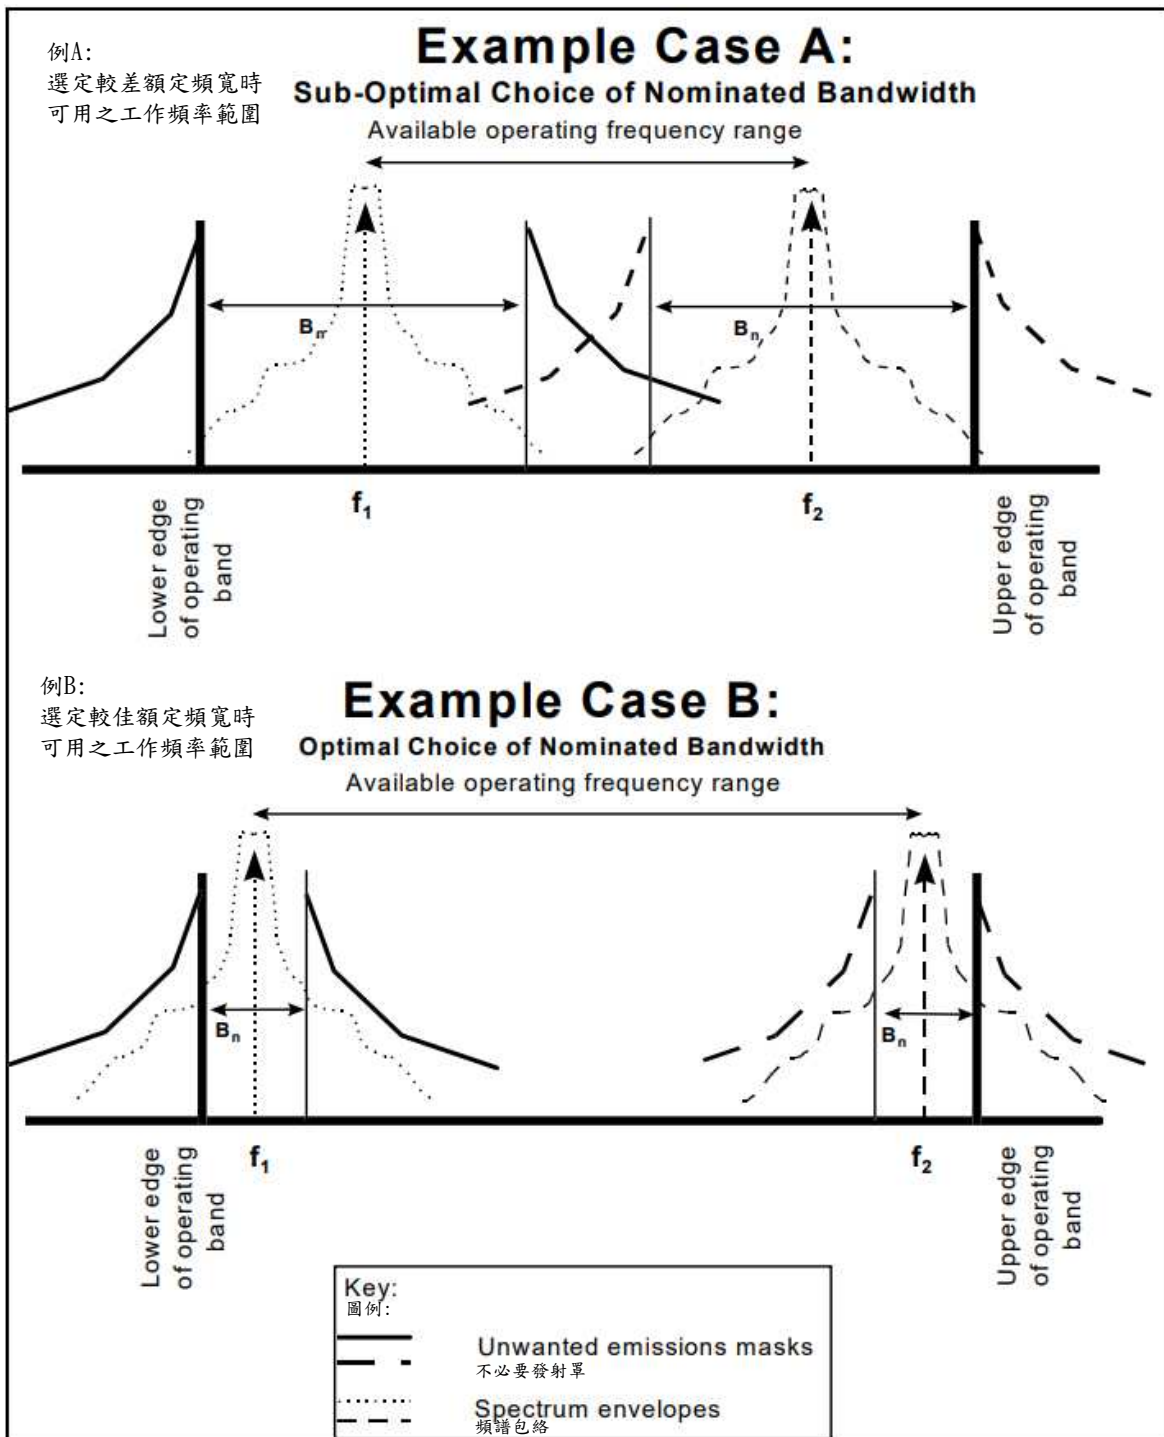 例A:
選定較差額定頻寬時
可用之工作頻率範圍
Example Case A:
Sub-Optimal Choice of Nominated Bandwidth
Available operating frequency range
Bn
Bn
f1
f2
Lower edge
of operating
band
Upper edge
of operating
band
例B:
選定較佳額定頻寬時
可用之工作頻率範圍
Example Case B:
Optimal Choice of Nominated Bandwidth
Available operating frequency range
Bn
Bn
f1
f2
Lower edge
of operating
band
Upper edge
of operating
band
Key:
圖例:
Unwanted emissions masks
不必要發射罩
Spectrum envelopes
頻譜包絡